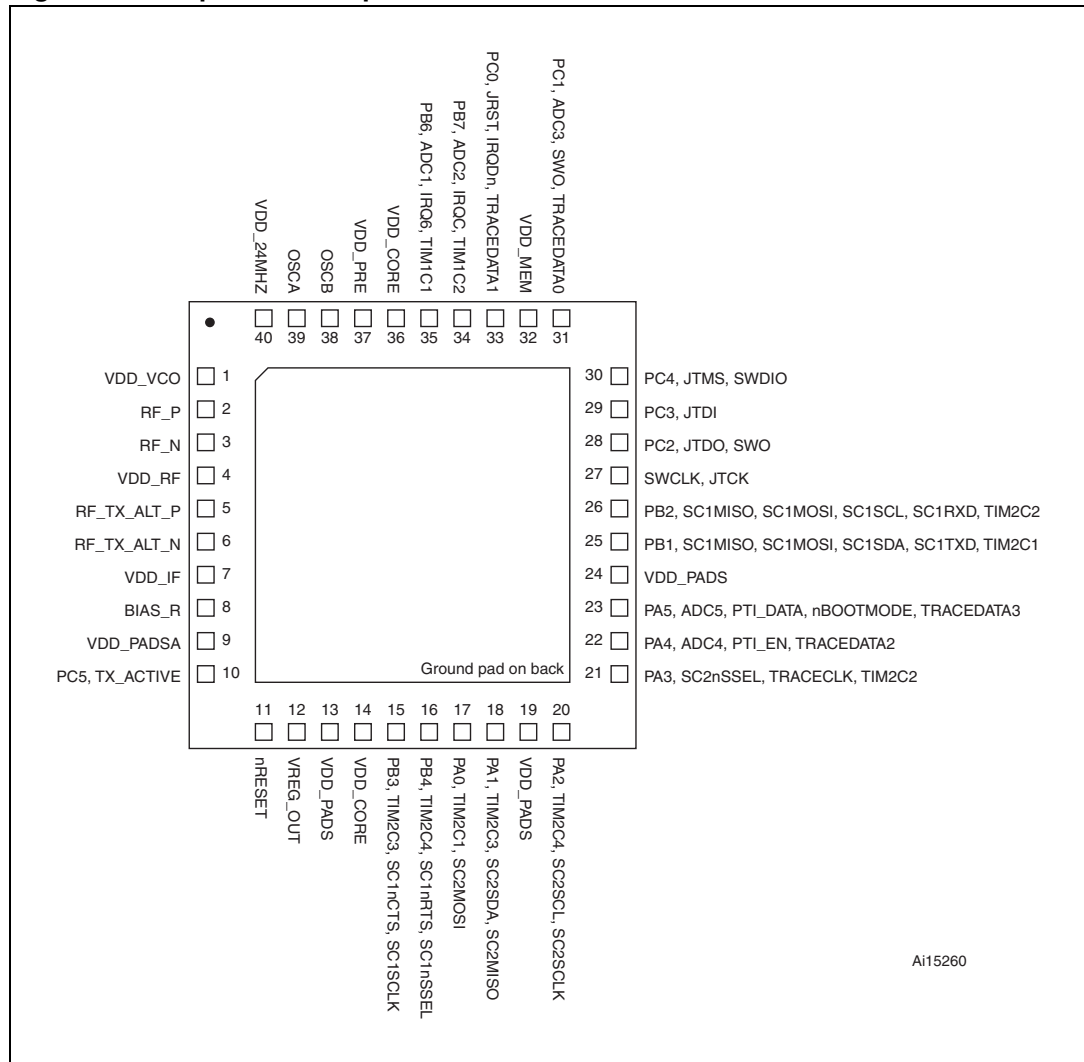 PC0, JRST, IRQDn, TRACEDATA1
PC1, ADC3, SWO, TRACEDATA0
PB6, ADC1, IRQ6, TIM1C1
PB7, ADC2, IRQC, TIM1C2
VDD_24MHZ
OSCA
OSCB
VDD_PRE
VDD_CORE
VDD_MEM
40 39 38 37 36 35 34 33 32 31
VDD_VCO 1
RF_P 2
RF_N 3
VDD_RF 4
RF_TX_ALT_P 5
RF_TX_ALT_N 6
VDD_IF 7
BIAS_R 8
VDD_PADSA 9
PC5, TX_ACTIVE 10
30 PC4, JTMS, SWDIO
29 PC3, JTDI
28 PC2, JTDO, SWO
27 SWCLK, JTCK
26 PB2, SC1MISO, SC1MOSI, SC1SCL, SC1RXD, TIM2C2
25 PB1, SC1MISO, SC1MOSI, SC1SDA, SC1TXD, TIM2C1
24 VDD_PADS
23 PA5, ADC5, PTI_DATA, nBOOTMODE, TRACEDATA3
22 PA4, ADC4, PTI_EN, TRACEDATA2
21 PA3, SC2nSSEL, TRACECLK, TIM2C2
Ground pad on back
11 12 13 14 15 16 17 18 19 20
nRESET
VREG_OUT
VDD_PADS
VDD_CORE
PB3, TIM2C3, SC1nCTS, SC1SCLK
PB4, TIM2C4, SC1nRTS, SC1nSSEL
PA0, TIM2C1, SC2MOSI
PA1, TIM2C3, SC2SDA, SC2MISO
VDD_PADS
PA2, TIM2C4, SC2SCL, SC2SCLK
Ai15260